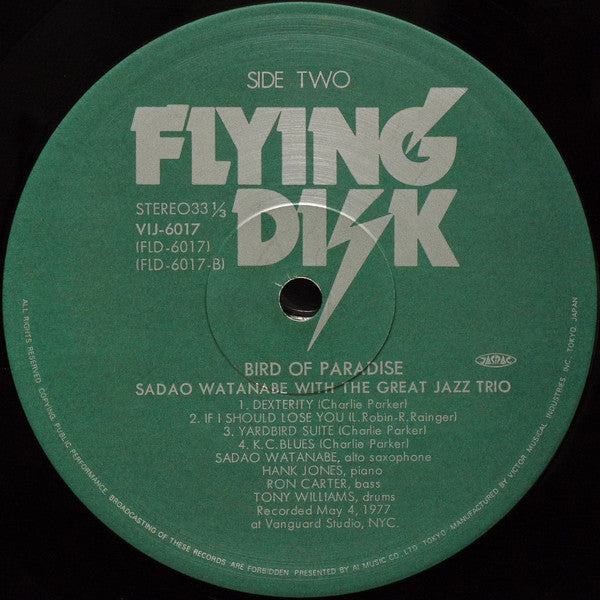 SIDE TWO
FLYING
DISK
STEREO33 ⅓
VIJ-6017
(FLD-6017)
(FLD-6017-B)
BIRD OF PARADISE
JASRAC
SADAO WATANABE WITH THE GREAT JAZZ TRIO
1. DEXTERITY (Charlie Parker)
2. IF I SHOULD LOSE YOU (L.Robin-R.Rainger)
3. YARDBIRD SUITE (Charlie Parker)
4. K.C.BLUES (Charlie Parker)
SADAO WATANABE, alto saxophone
HANK JONES, piano
RON CARTER, bass
TONY WILLIAMS, drums
Recorded May 4, 1977
at Vanguard Studio, NYC.
ALL RIGHTS RESERVED COPYING PUBLIC PERFORMANCE, BROADCASTING OF THESE RECORDS ARE FORBIDDEN. PRESENTED BY AI MUSIC CO., LTD. TOKYO. MANUFACTURED BY VICTOR MUSICAL INDUSTRIES INC. TOKYO, JAPAN